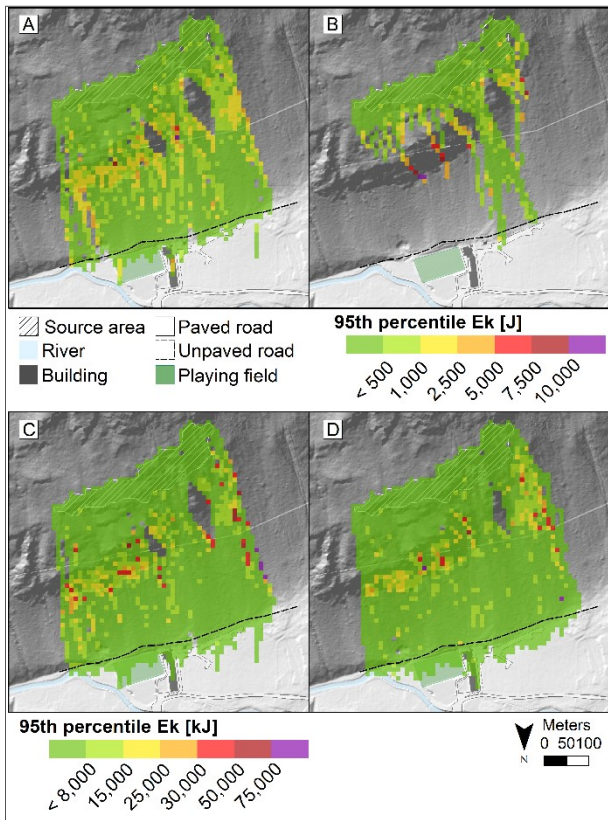 A
B
Source area
Paved road
River
Unpaved road
Building
Playing field
95th percentile Ek [J]
< 500
1,000
2,500
5,000
7,500
10,000
C
D
95th percentile Ek [kJ]
< 8,000
15,000
25,000
30,000
50,000
75,000
N
Meters
0 50100